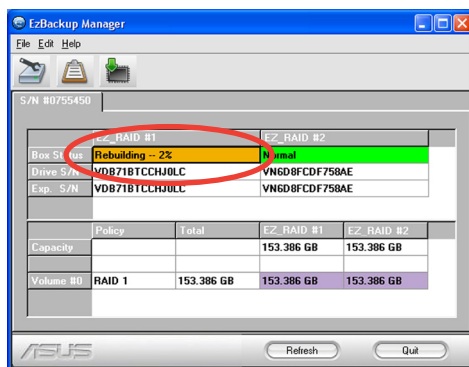 EzBackup Manager
File Edit Help
S/N #0755450
EZ_RAID #1 EZ_RAID #2
Box Status Rebuilding -- 2% Normal
Drive S/N VDB71BTCCHJ0LC VN6D8FCDF758AE
Exp. S/N VDB71BTCCHJ0LC VN6D8FCDF758AE
Policy Total EZ_RAID #1 EZ_RAID #2
Capacity 153.386 GB 153.386 GB
Volume #0 RAID 1 153.386 GB 153.386 GB 153.386 GB
ASUS Refresh Quit